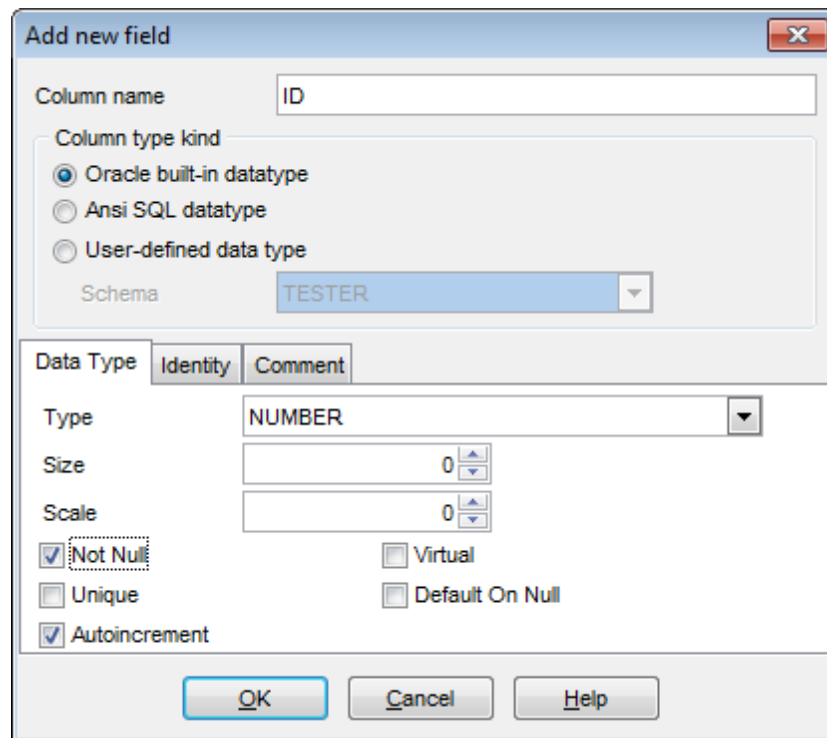 Add new field
Column name ID
Column type kind
Oracle built-in datatype
Ansi SQL datatype
User-defined data type
Schema TESTER
Data Type Identity Comment
Type NUMBER
Size 0
Scale 0
Not Null Virtual
Unique Default On Null
Autoincrement
OK Cancel Help